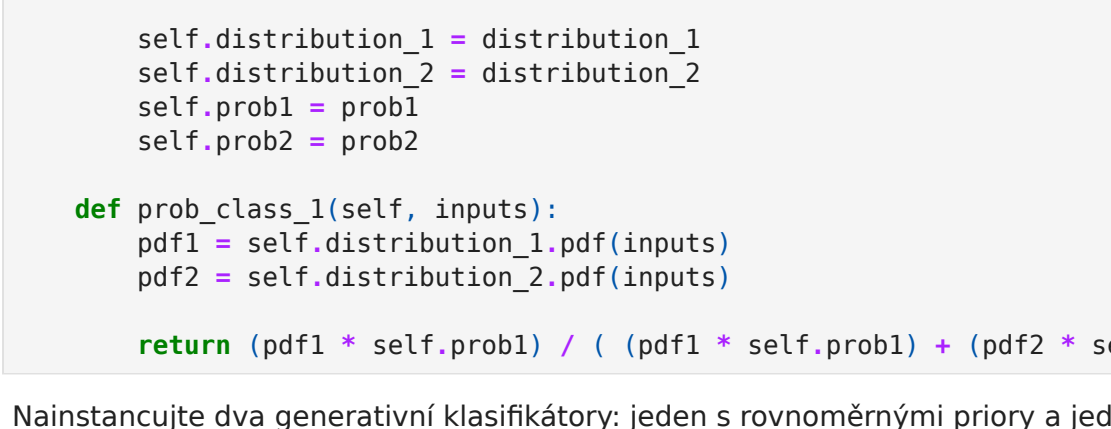 self.distribution_1 = distribution_1
self.distribution_2 = distribution_2
self.prob1 = prob1
self.prob2 = prob2
def prob_class_1(self, inputs):
pdf1 = self.distribution_1.pdf(inputs)
pdf2 = self.distribution_2.pdf(inputs)
return (pdf1 * self.prob1) / ( (pdf1 * self.prob1) + (pdf2 *
Nainstancujte dva generativní klasifikátory: jeden s rovnoměrnými priory a